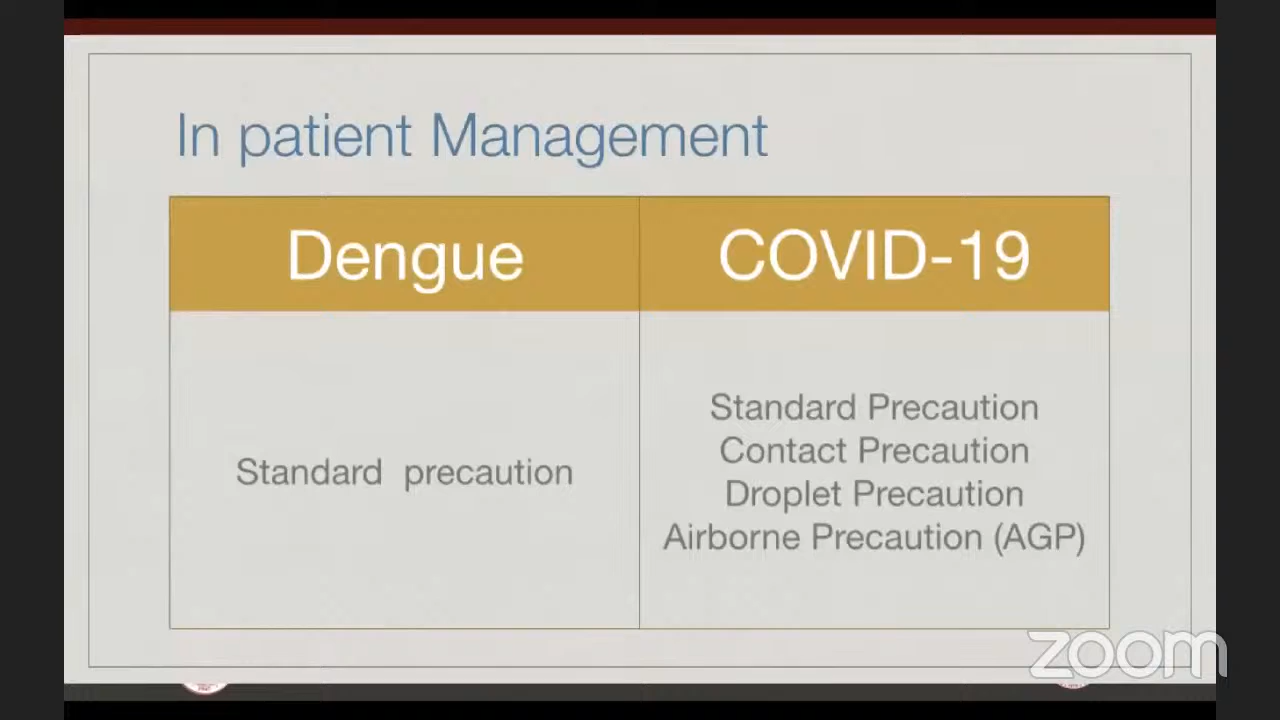 In patient Management
Dengue
COVID-19
Standard precaution
Standard Precaution
Contact Precaution
Droplet Precaution
Airborne Precaution (AGP)
zoom